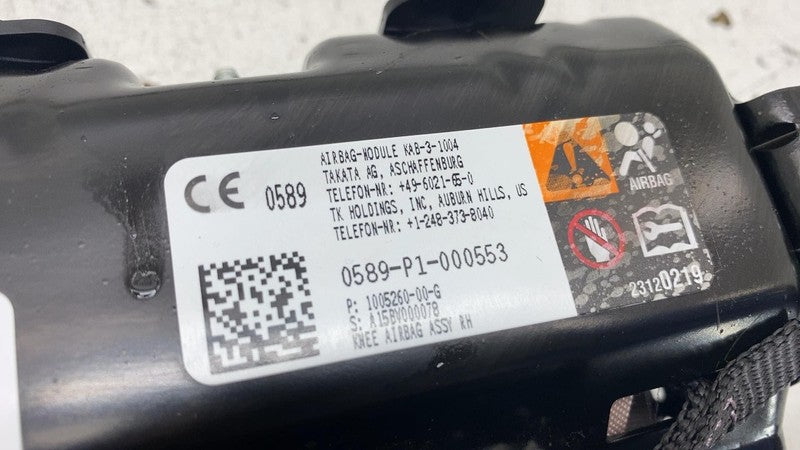 CE 0589
AIRBAG-MODULE KAB-3-1004
TAKATA AG, ASCHAFFENBURG
TELEFON-NR: +49-6021-65-0
TK HOLDINGS, INC, AUBURN HILLS, US
TELEFON-NR: +1-248-373-8040
0589-P1-000553
P: 1005260-00-G
S: A15BV00007B
KNEE AIRBAG ASSY RH
AIRBAG
23120219